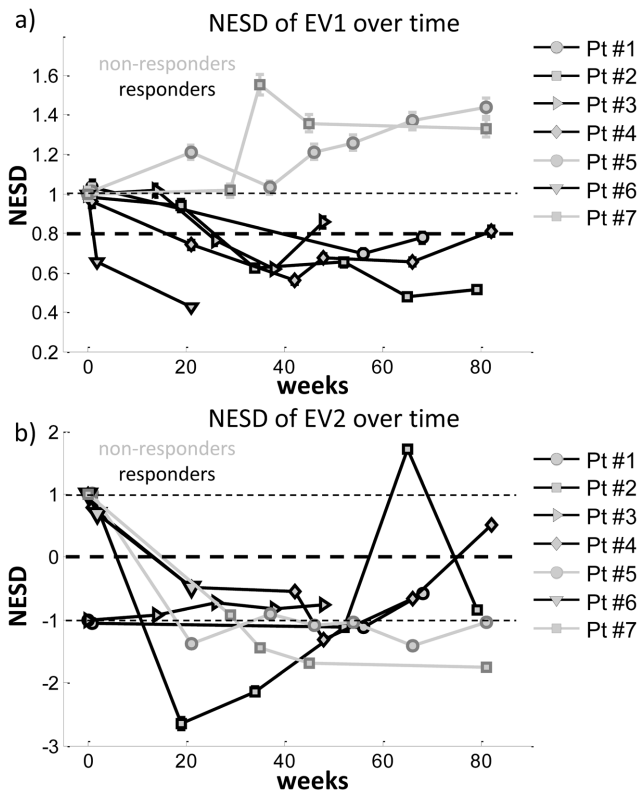 a)
NESD of EV1 over time
non-responders
responders
NESD
1.6
1.4
1.2
1
0.8
0.6
0.4
0.2
0
20
40
60
80
weeks
Pt #1
Pt #2
Pt #3
Pt #4
Pt #5
Pt #6
Pt #7
b)
NESD of EV2 over time
non-responders
responders
NESD
2
1
0
-1
-2
-3
0
20
40
60
80
weeks
Pt #1
Pt #2
Pt #3
Pt #4
Pt #5
Pt #6
Pt #7